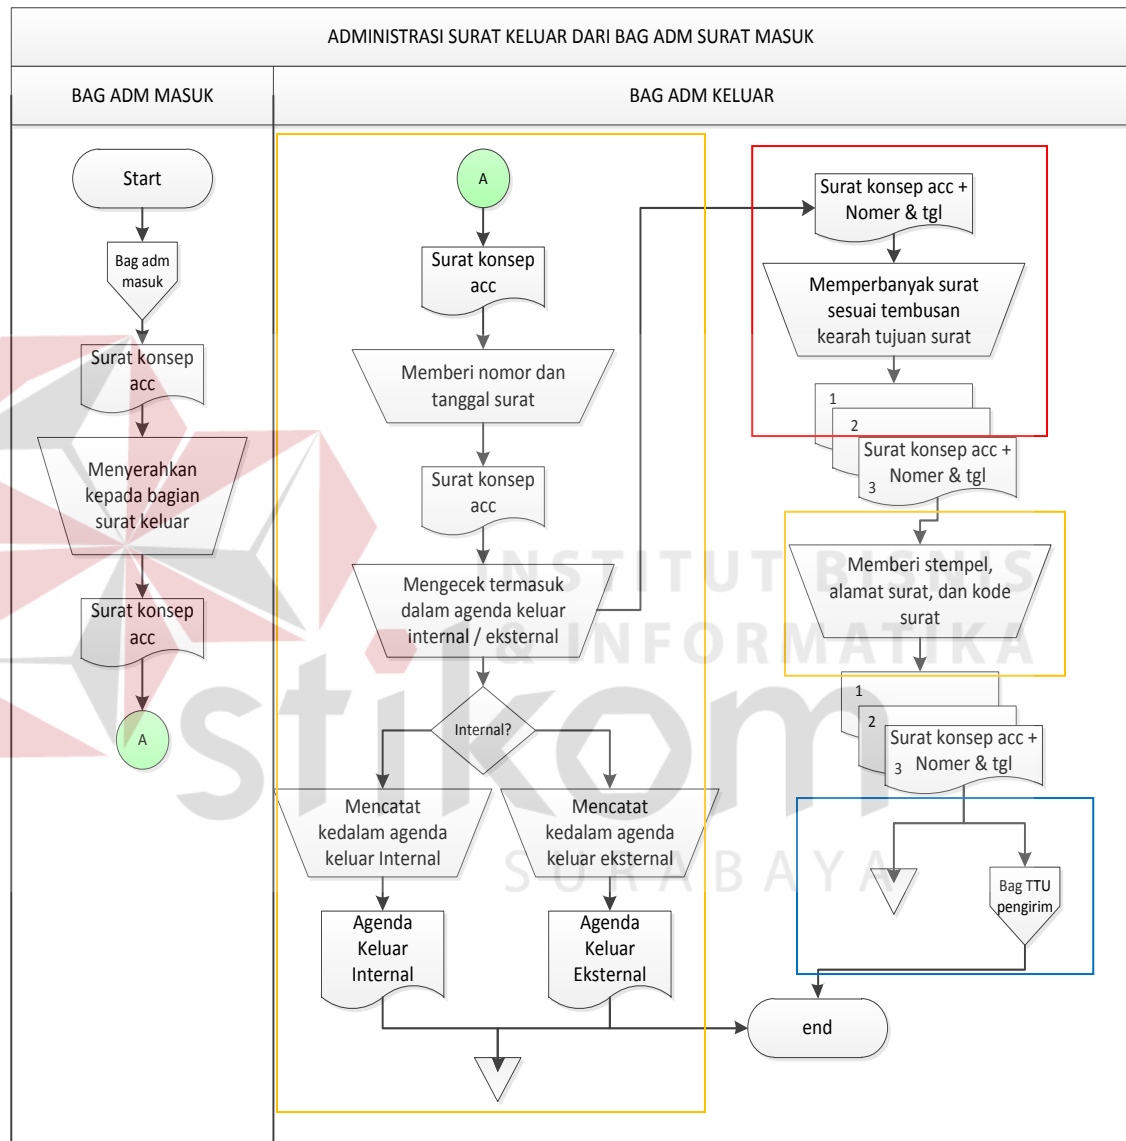 ADMINISTRASI SURAT KELUAR DARI BAG ADM SURAT MASUK
BAG ADM MASUK
BAG ADM KELUAR
Start
Bag adm
masuk
Surat konsep
acc
Menyerahkan
kepada bagian
surat keluar
Surat konsep
acc
A
A
Surat konsep
acc
Memberi nomor dan
tanggal surat
Surat konsep
acc
Mengecek termasuk
dalam agenda keluar
internal / eksternal
Internal?
Mencatat
kedalam agenda
keluar Internal
Mencatat
kedalam agenda
keluar eksternal
Agenda
Keluar
Internal
Agenda
Keluar
Eksternal
Surat konsep acc +
Nomer & tgl
Memperbanyak surat
sesuai tembusan
kearah tujuan surat
1
2
Surat konsep acc +
Nomer & tgl
3
Memberi stempel,
alamat surat, dan kode
surat
1
2
Surat konsep acc +
Nomer & tgl
3
Bag TTU
pengirim
end
INSTITUT BISNIS
& INFORMATIKA
stikom
SURABAYA